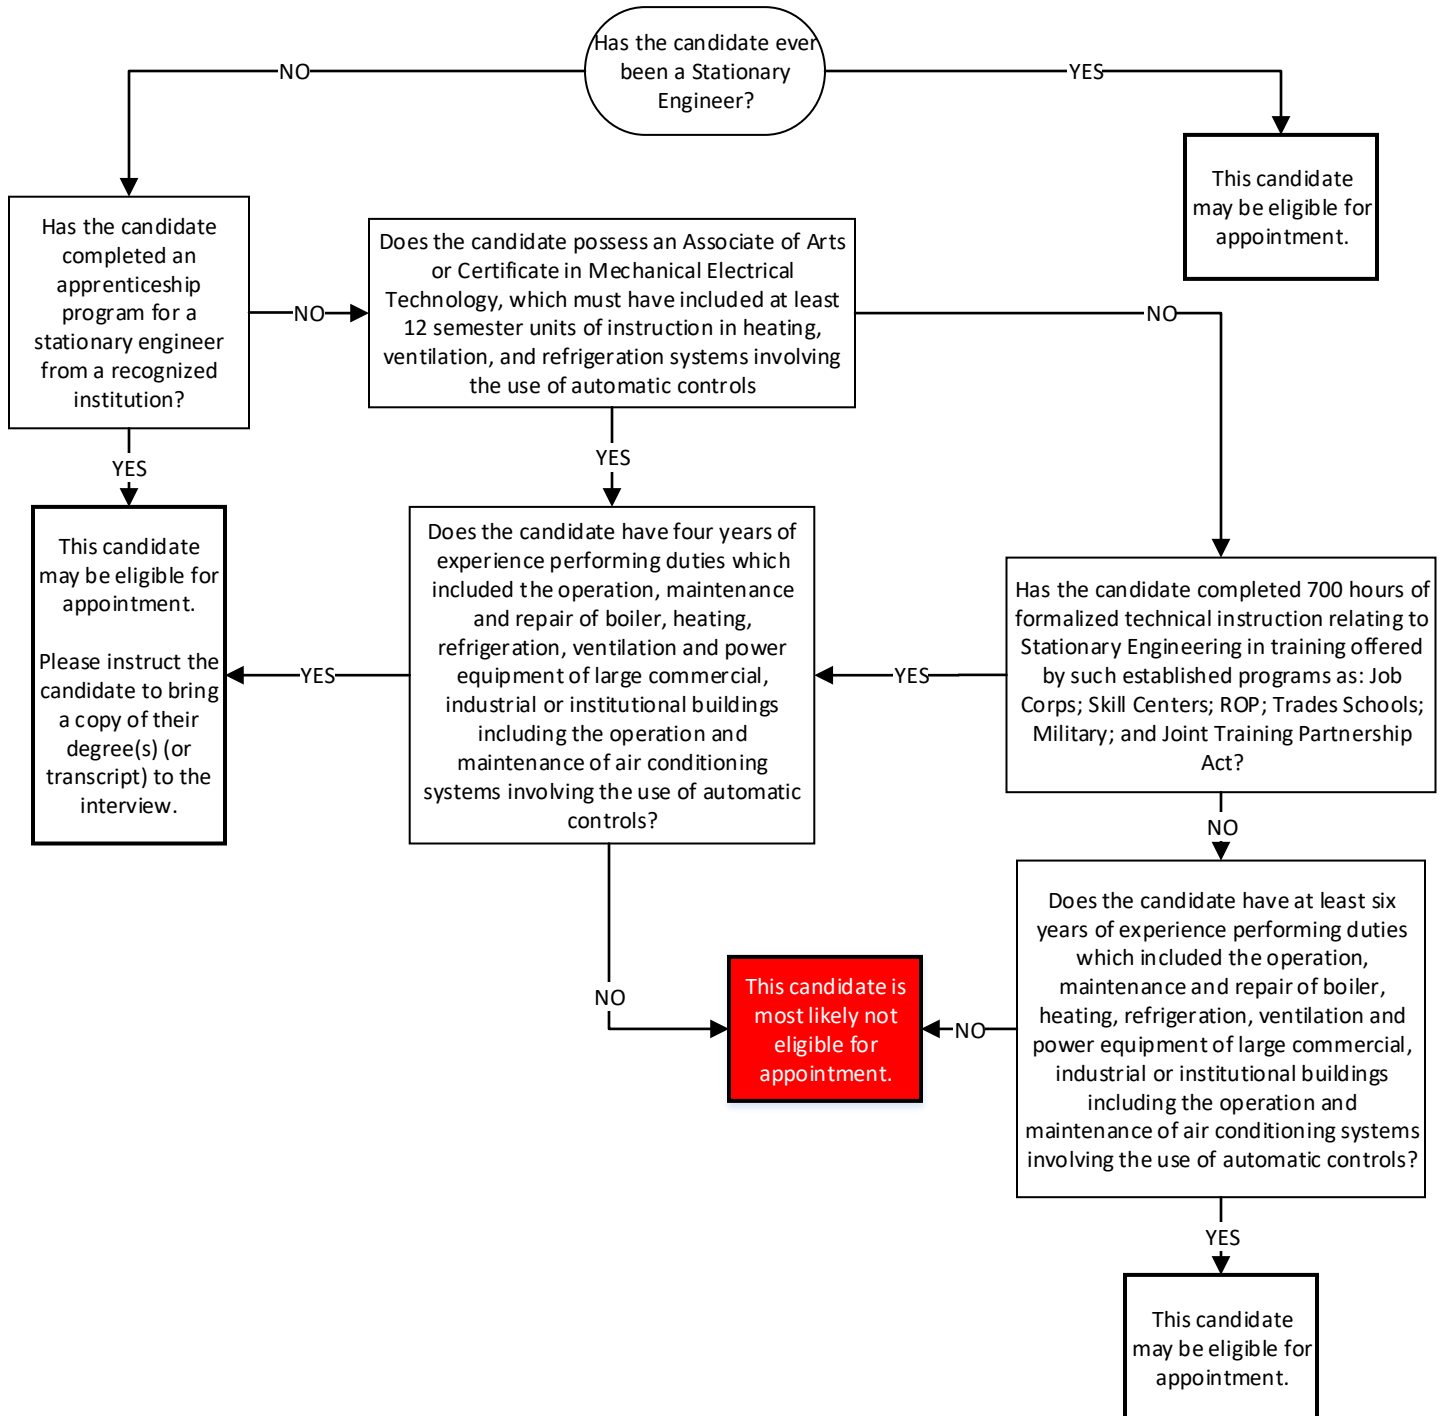 Has the candidate ever
been a Stationary
Engineer?
NO
YES
This candidate
may be eligible for
appointment.
Has the candidate
completed an
apprenticeship
program for a
stationary engineer
from a recognized
institution?
NO
Does the candidate possess an Associate of Arts
or Certificate in Mechanical Electrical
Technology, which must have included at least
12 semester units of instruction in heating,
ventilation, and refrigeration systems involving
the use of automatic controls
NO
YES
YES
This candidate
may be eligible for
appointment.
Please instruct the
candidate to bring
a copy of their
degree(s) (or
transcript) to the
interview.
YES
Does the candidate have four years of
experience performing duties which
included the operation, maintenance
and repair of boiler, heating,
refrigeration, ventilation and power
equipment of large commercial,
industrial or institutional buildings
including the operation and
maintenance of air conditioning
systems involving the use of automatic
controls?
YES
Has the candidate completed 700 hours of
formalized technical instruction relating to
Stationary Engineering in training offered
by such established programs as: Job
Corps; Skill Centers; ROP; Trades Schools;
Military; and Joint Training Partnership
Act?
NO
NO
This candidate is
most likely not
eligible for
appointment.
NO
Does the candidate have at least six
years of experience performing duties
which included the operation,
maintenance and repair of boiler,
heating, refrigeration, ventilation and
power equipment of large commercial,
industrial or institutional buildings
including the operation and
maintenance of air conditioning systems
involving the use of automatic controls?
YES
This candidate
may be eligible for
appointment.